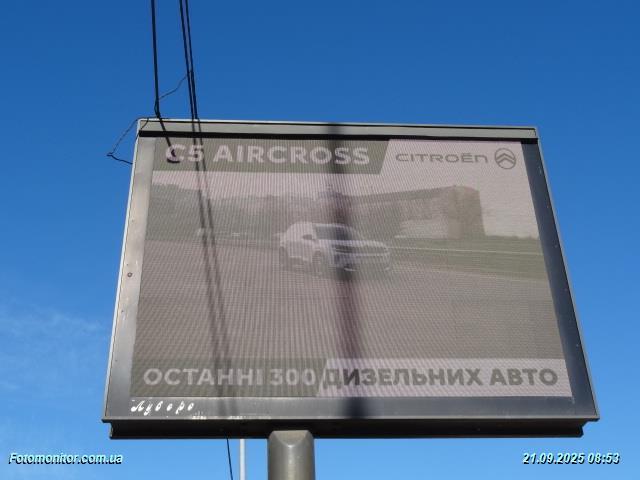 C5 AIRCROSS
CITROËN
ОСТАННІ 300 ДИЗЕЛЬНИХ АВТО
Fotomonitor.com.ua
21.09.2025 08:53